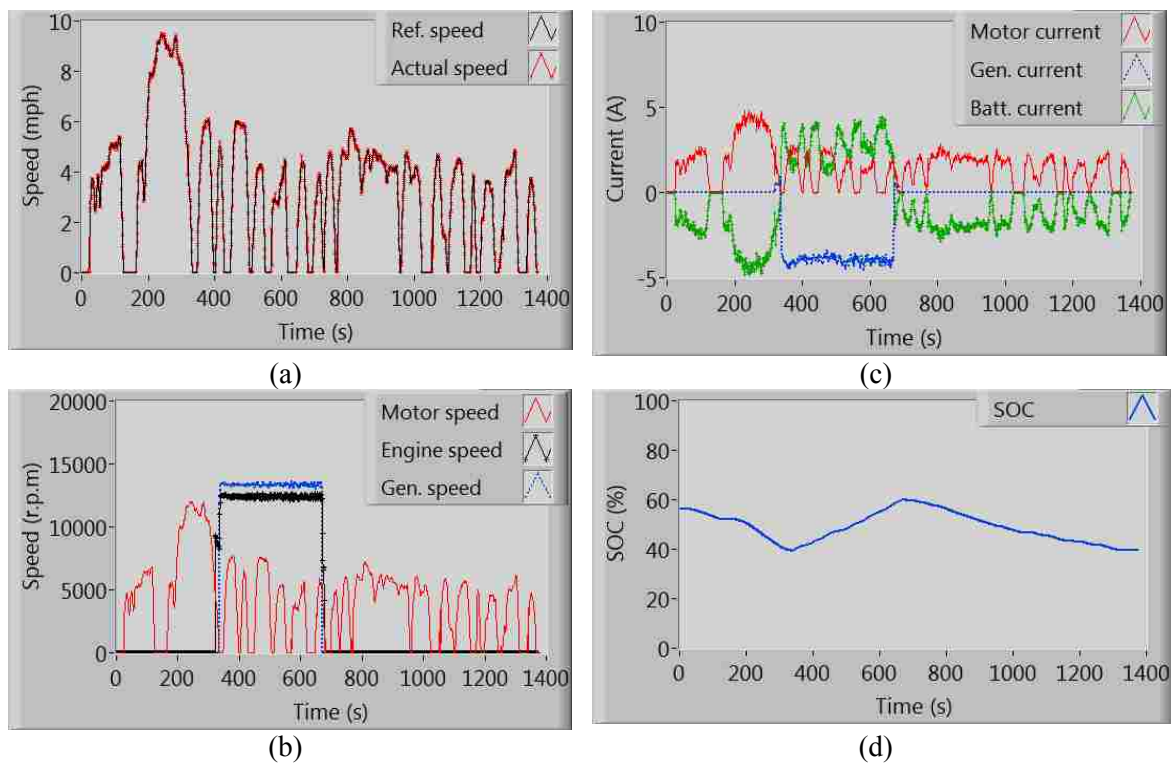 10
8
6
4
2
0
Speed (mph)
0 200 400 600 800 1000 1200 1400
Time (s)
Ref. speed
Actual speed
(a)
10
5
0
-5
Current (A)
0 200 400 600 800 1000 1200 1400
Time (s)
Motor current
Gen. current
Batt. current
(c)
20000
15000
10000
5000
0
Speed (r.p.m)
0 200 400 600 800 1000 1200 1400
Time (s)
Motor speed
Engine speed
Gen. speed
(b)
100
80
60
40
20
0
SOC (%)
0 200 400 600 800 1000 1200 1400
Time (s)
SOC
(d)